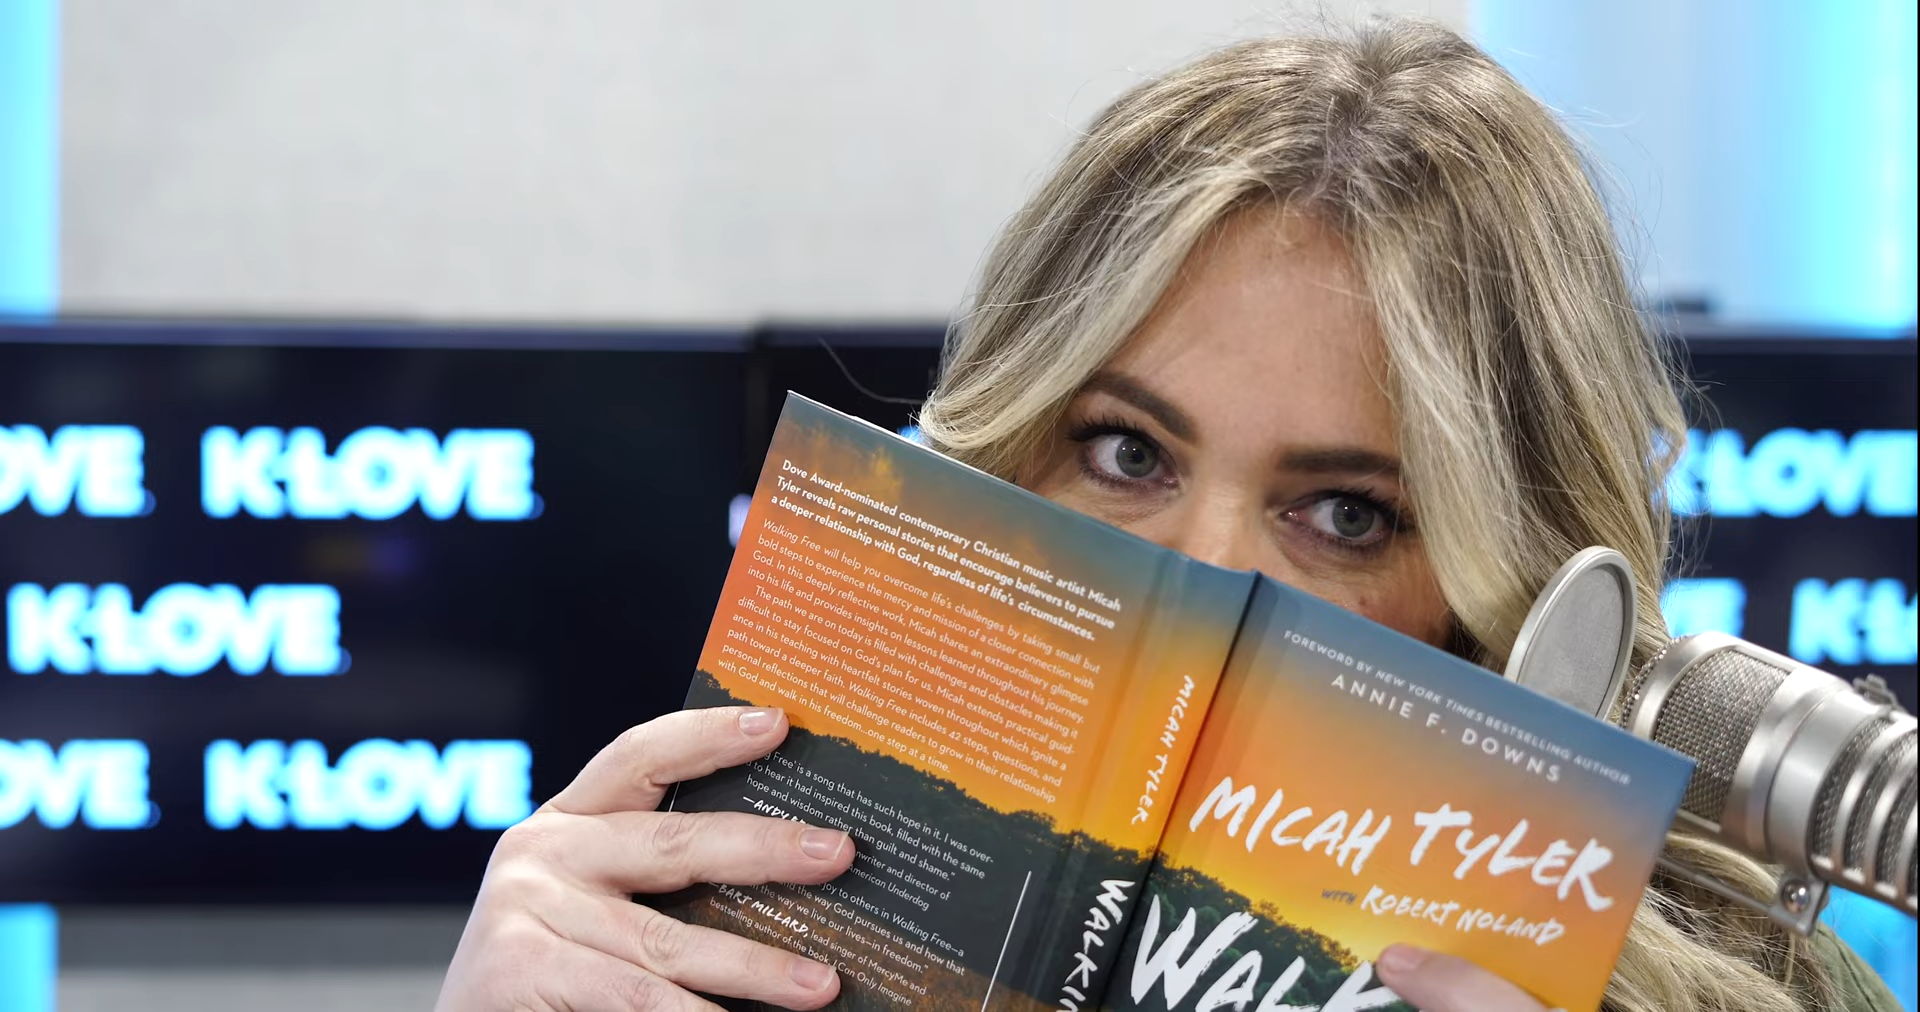 K-LOVE
K-LOVE
K-LOVE
Dove Award-nominated contemporary Christian music artist Micah
Tyler reveals raw personal stories that encourage believers to pursue
a deeper relationship with God, regardless of life's circumstances.
Walking Free will help you overcome life's challenges by taking small but
bold steps to experience the mercy and mission of a closer connection with
God. In this deeply reflective work, Micah shares an extraordinary glimpse
into his life and provides insights on lessons learned throughout his journey.
The path we are on today is filled with challenges and obstacles making it
difficult to stay focused on God's plan for us. Micah extends practical guid-
ance in his teaching with heartfelt stories woven throughout which ignite a
path toward a deeper faith. Walking Free includes 42 steps, questions, and
personal reflections that will challenge readers to grow in their relationship
with God and walk in his freedom...one step at a time.
Free' is a song that has such hope in it. I was over-
to hear it had inspired this book, filled with the same
hope and wisdom rather than guilt and shame."
writer and director of
American Underdog
joy to others in Walking Free—a
the way we live our lives—in freedom."
and the way God pursues us and how that
—BART MILLARD, lead singer of MercyMe and
bestselling author of the book, I Can Only Imagine
MICAH TYLER
FOREWORD BY NEW YORK TIMES BESTSELLING AUTHOR
ANNIE F. DOWNS
MICAH TYLER
WITH ROBERT NOLAND